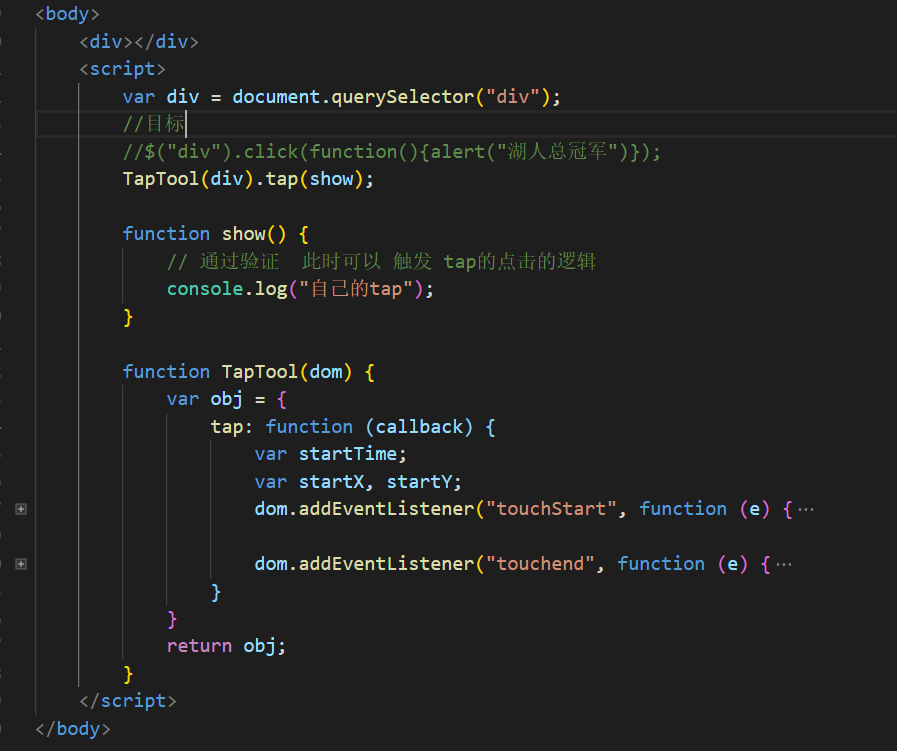 <body>
<div></div>
<script>
var div = document.querySelector("div");
//目标
//$("div").click(function(){alert("湖人总冠军")});
TapTool(div).tap(show);
function show() {
// 通过验证  此时可以 触发 tap的点击的逻辑
console.log("自己的tap");
}
function TapTool(dom) {
var obj = {
tap: function (callback) {
var startTime;
var startX, startY;
dom.addEventListener("touchStart", function (e) {···
dom.addEventListener("touchend", function (e) {···
}
}
return obj;
}
</script>
</body>